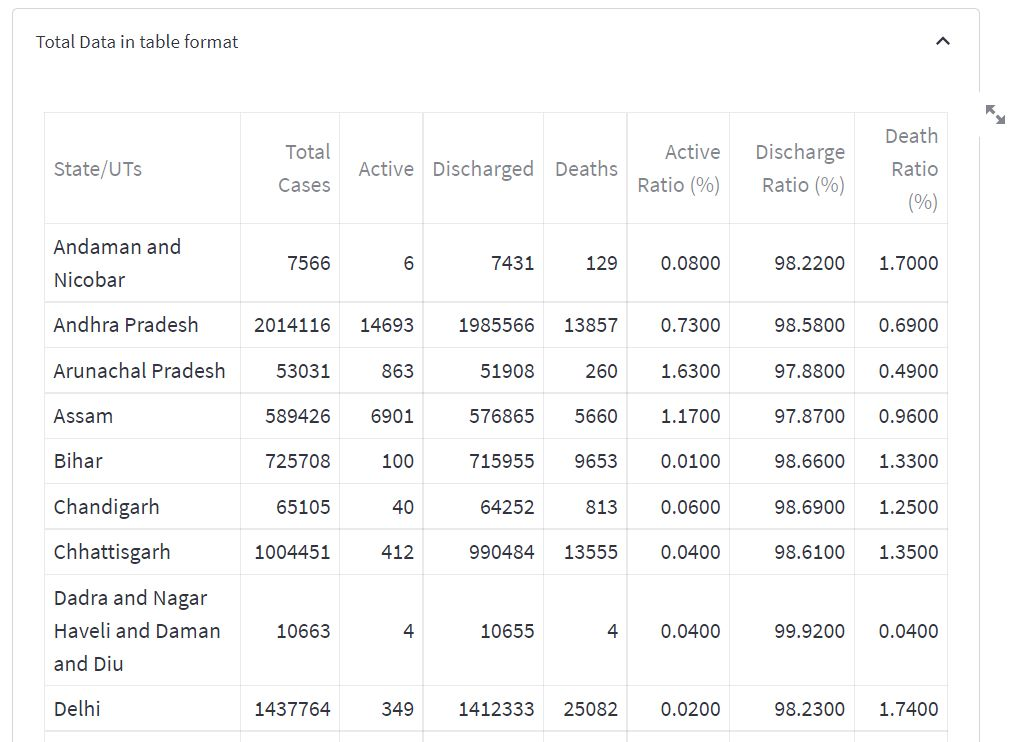 Total Data in table format
State/UTs Total Cases Active Discharged Deaths Active Ratio (%) Discharge Ratio (%) Death Ratio (%)
Andaman and Nicobar 7566 6 7431 129 0.0800 98.2200 1.7000
Andhra Pradesh 2014116 14693 1985566 13857 0.7300 98.5800 0.6900
Arunachal Pradesh 53031 863 51908 260 1.6300 97.8800 0.4900
Assam 589426 6901 576865 5660 1.1700 97.8700 0.9600
Bihar 725708 100 715955 9653 0.0100 98.6600 1.3300
Chandigarh 65105 40 64252 813 0.0600 98.6900 1.2500
Chhattisgarh 1004451 412 990484 13555 0.0400 98.6100 1.3500
Dadra and Nagar Haveli and Daman and Diu 10663 4 10655 4 0.0400 99.9200 0.0400
Delhi 1437764 349 1412333 25082 0.0200 98.2300 1.7400